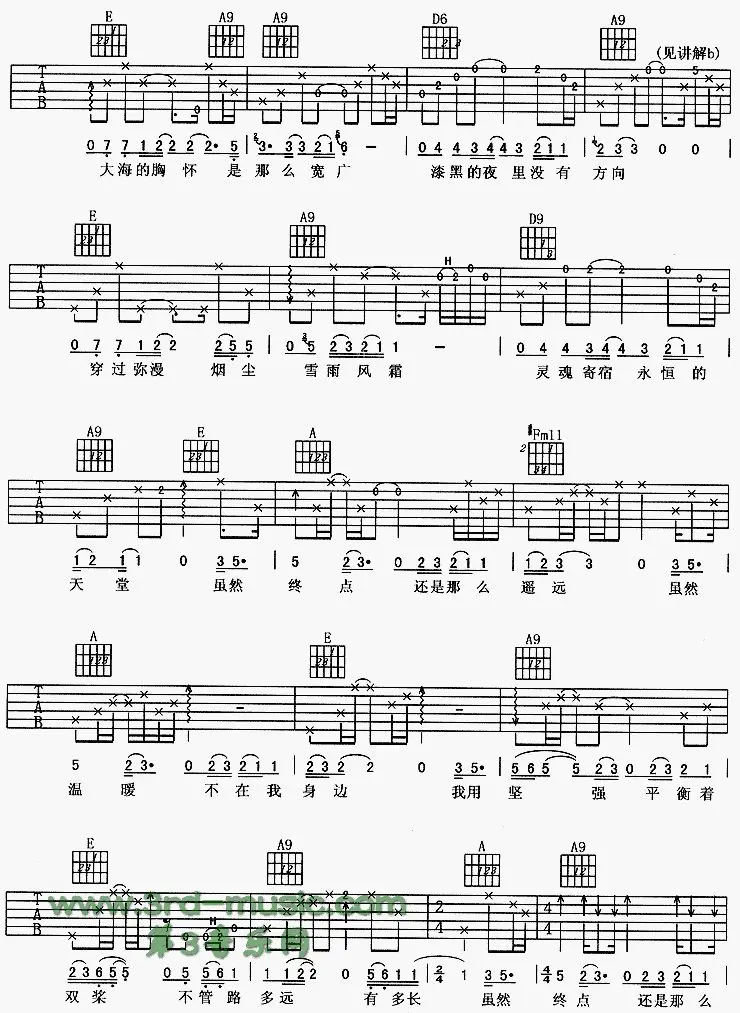 E A9 A9 D6 A9
(见讲解b)
T A B
0 7 7 1 2 2 2 2 2• 5 | 3• 3 3 2 1 6 − | 0 4 4 3 4 4 3 2 1 1 | 2 3 0 0 |
大海的胸 怀 是 那 么 宽 广 漆黑的夜 里没有 方向
E A9 D9
H
T A B
0 7 7 1 2 2 2 5 5 | 0 5 2 3 2 1 1 − | 0 4 4 3 4 4 3 2 1 1 |
穿过弥漫 烟尘 雪雨风霜 灵魂寄宿 永恒的
A9 E A #Fm11
2
T A B
1 2 1 1 0 3 5• | 5 2 3• 0 2 3 2 1 1 | 1 2 3 3 0 3 5• |
天 堂 虽然 终 点 还是那 么 遥 远 虽然
A E A9
T A B
5 2 3• 0 2 3 2 2 1 | 2 3 2 2 0 3 5• | 5 6 5 5 2 3 0 2 3 2 1 |
温 暖 不在我 身 边 我用 坚 强 平 衡 着
E A9 A A9
www.3rd-music.com
第3音乐网
H
T A B 2 4 4 4
2 3 6 5 5 0 5 5 6 1 | 1 1 2 2 0 5 6 1 1 | 2/4 1 3 5• | 4/4 5 2 3• 0 2 3 2 1 1 |
双桨 不管路 多远 有多长 虽然 终 点 还是那么